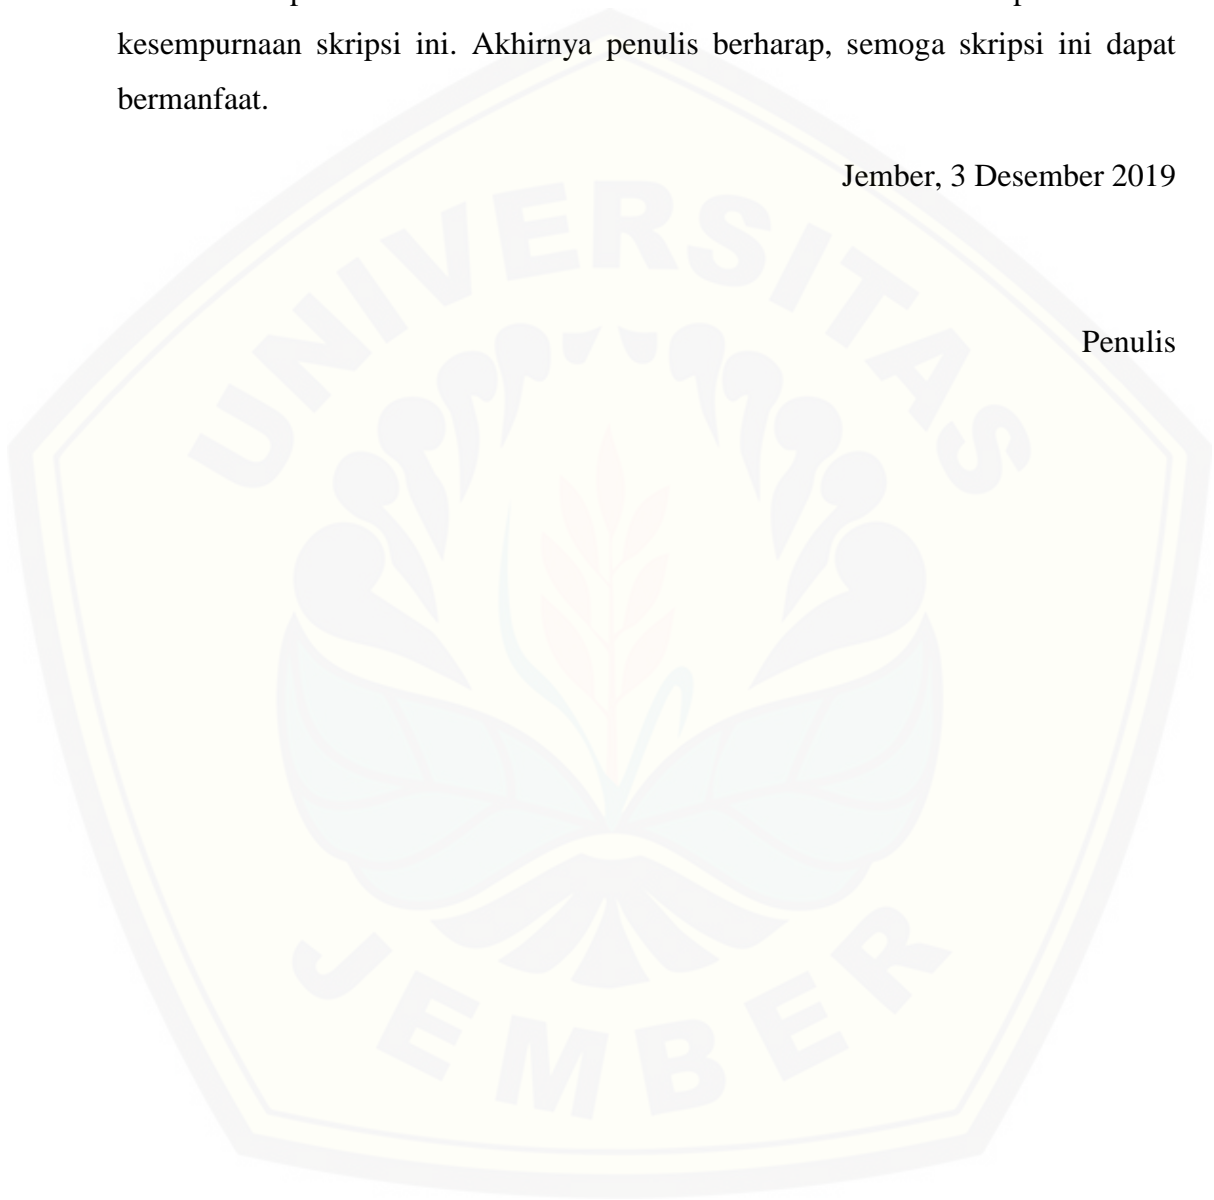 kesempurnaan skripsi ini. Akhirnya penulis berharap, semoga skripsi ini dapat
bermanfaat.
Jember, 3 Desember 2019
UNIVERSITAS
Penulis
JEMBER